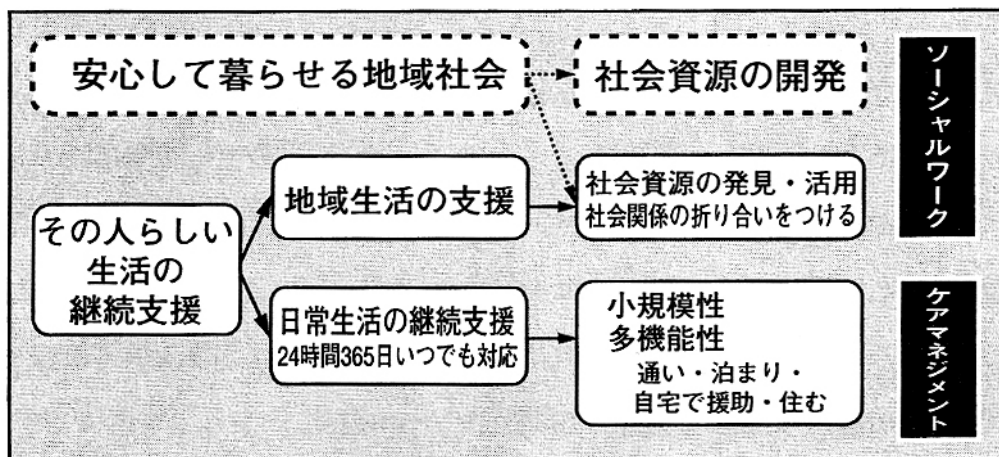 安心して暮らせる地域社会
社会資源の開発
ソーシャルワーク
地域生活の支援
社会資源の発見・活用
社会関係の折り合いをつける
その人らしい
生活の
継続支援
日常生活の継続支援
24時間365日いつでも対応
小規模性
多機能性
通い・泊まり・
自宅で援助・住む
ケアマネジメント